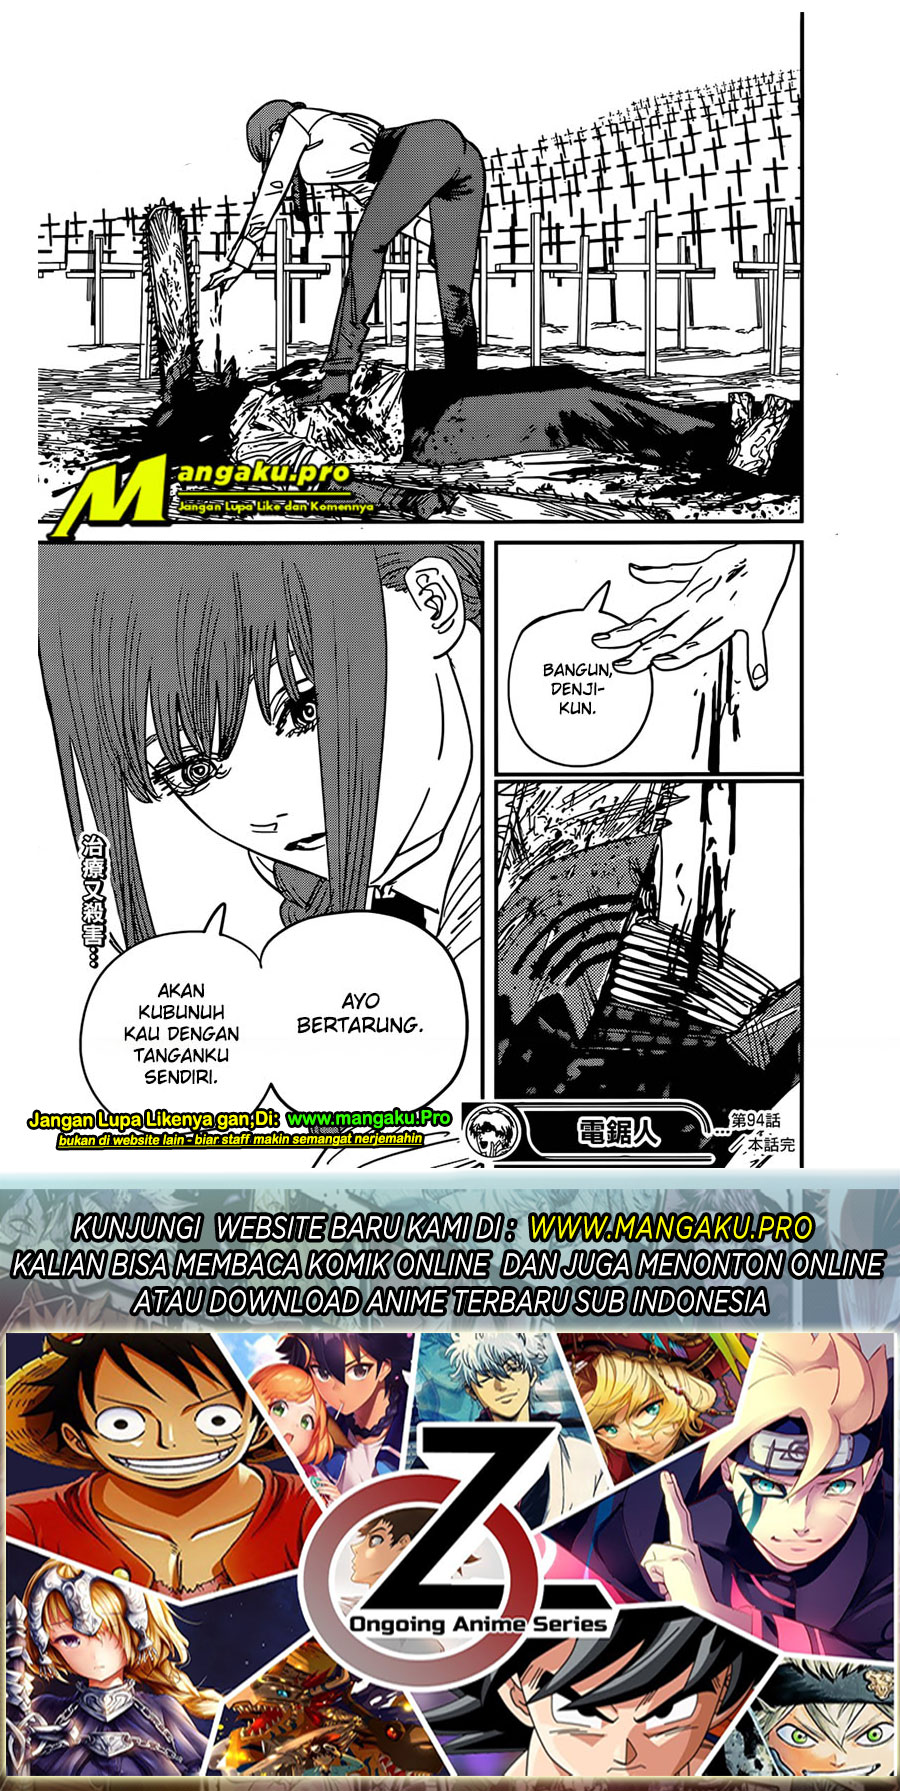 Mangaku.pro
Jangan Lupa Like dan Komennya
BANGUN,
DENJI-
KUN.
治療又殺害…
AYO
BERTARUNG.
AKAN
KUBUNUH
KAU DENGAN
TANGANKU
SENDIRI.
Jangan Lupa Likenya gan,Di: www.mangaku.Pro
bukan di website lain - biar staff makin semangat nerjemahin
電鋸人
…第94話
本話完
KUNJUNGI WEBSITE BARU KAMI DI : WWW.MANGAKU.PRO
KALIAN BISA MEMBACA KOMIK ONLINE DAN JUGA MENONTON ONLINE
ATAU DOWNLOAD ANIME TERBARU SUB INDONESIA
Z
Ongoing Anime Series